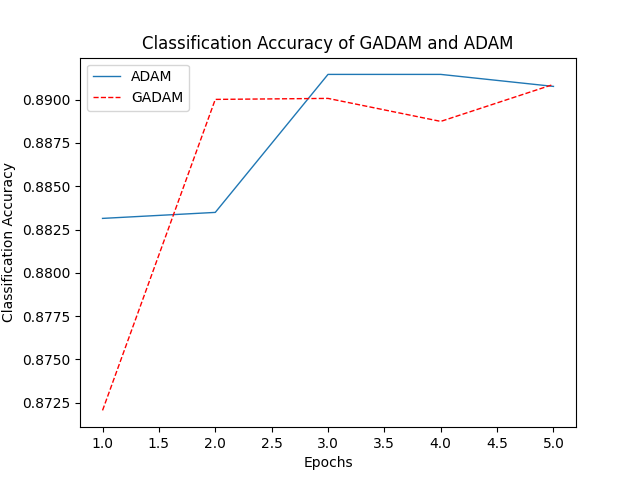 Classification Accuracy of GADAM and ADAM
ADAM
GADAM
Classification Accuracy
0.8900
0.8875
0.8850
0.8825
0.8800
0.8775
0.8750
0.8725
1.0 1.5 2.0 2.5 3.0 3.5 4.0 4.5 5.0
Epochs